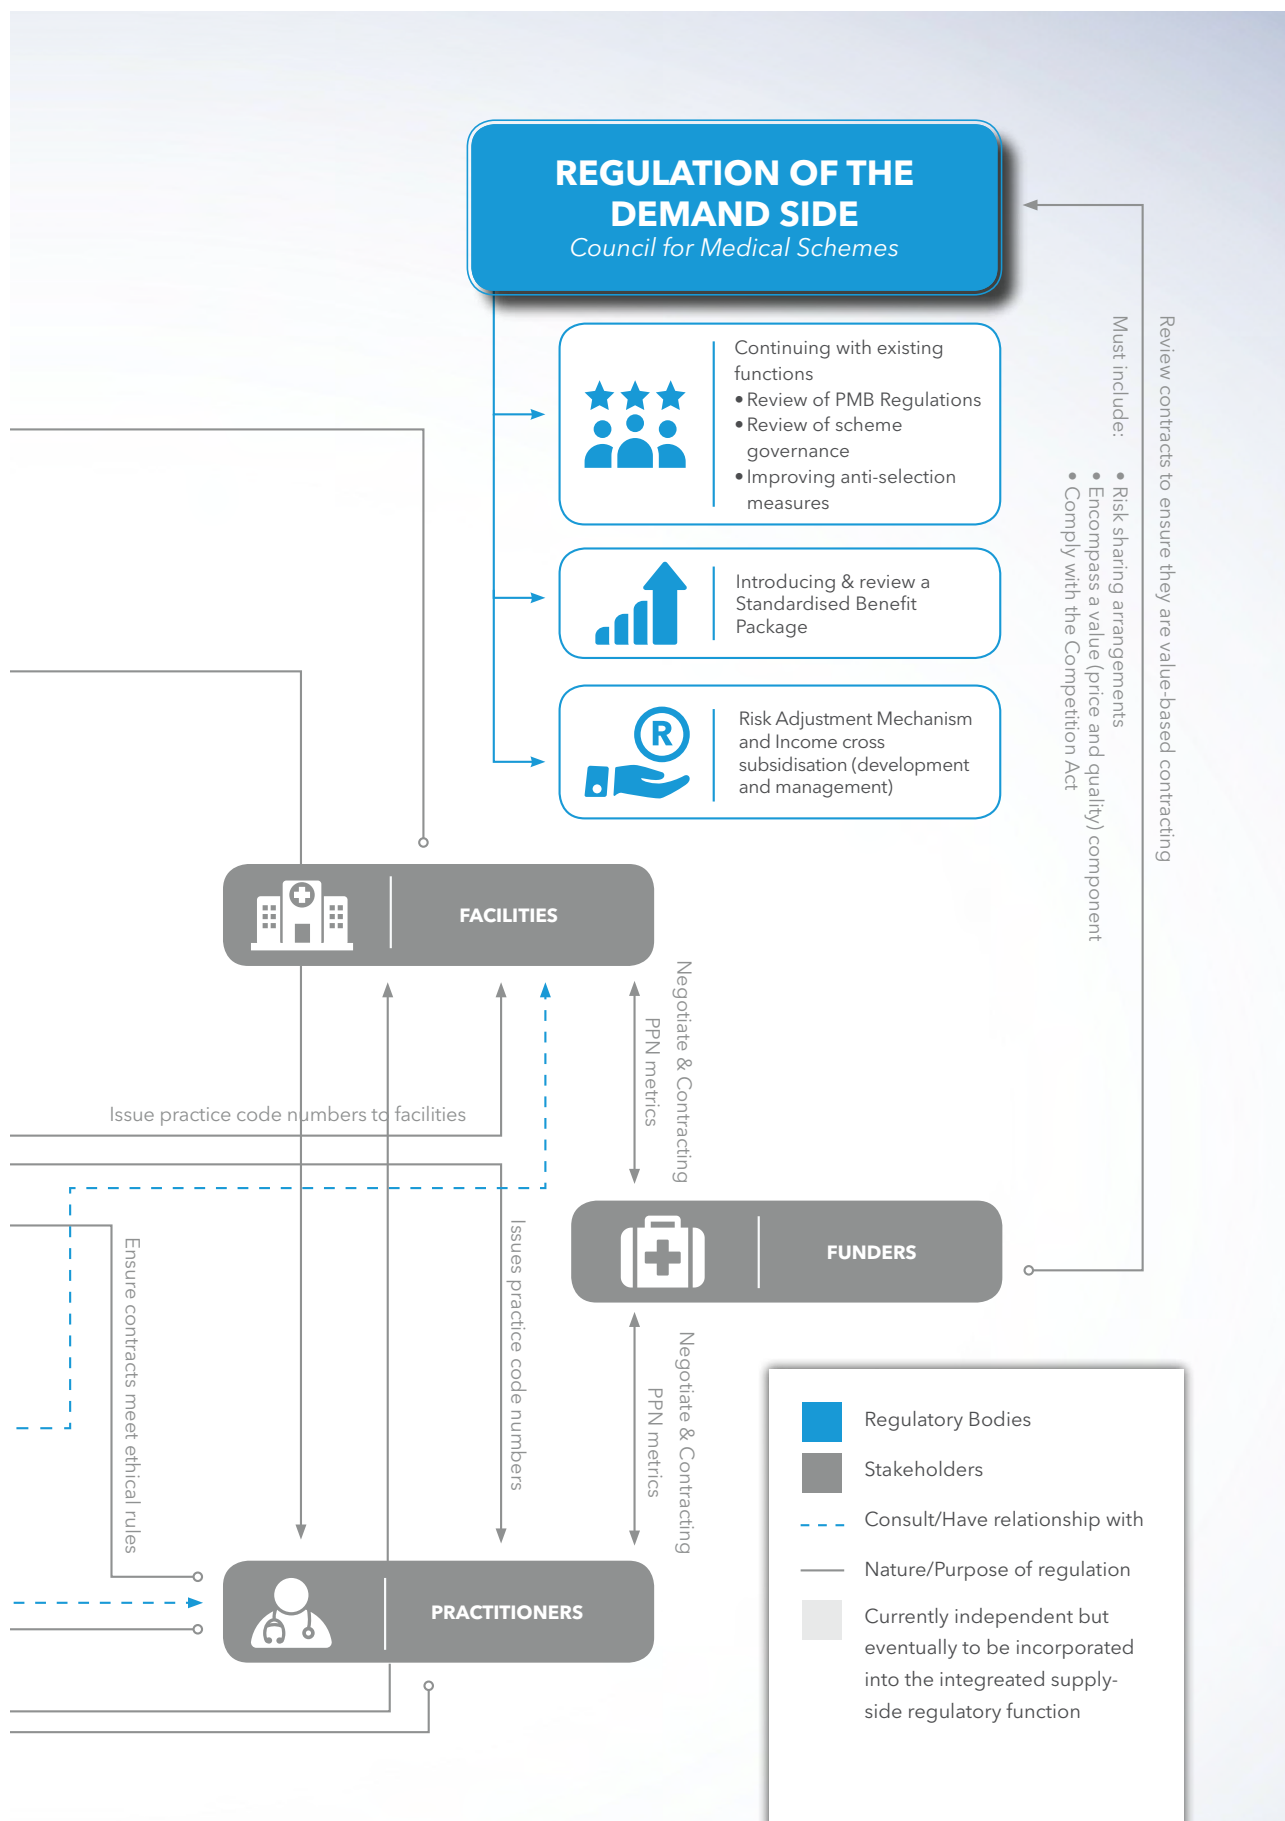 REGULATION OF THE
DEMAND SIDE
Council for Medical Schemes
Continuing with existing
functions
• Review of PMB Regulations
• Review of scheme
governance
• Improving anti-selection
measures
Introducing & review a
Standardised Benefit
Package
R
Risk Adjustment Mechanism
and Income cross
subsidisation (development
and management)
Review contracts to ensure they are value-based contracting
Must include:
• Risk sharing arrangements
• Encompass a value (price and quality) component
• Comply with the Competition Act
FACILITIES
Negotiate & Contracting
PPN metrics
Issue practice code numbers to facilities
FUNDERS
Ensure contracts meet ethical rules
Issues practice code numbers
Negotiate & Contracting
PPN metrics
PRACTITIONERS
Regulatory Bodies
Stakeholders
Consult/Have relationship with
Nature/Purpose of regulation
Currently independent but
eventually to be incorporated
into the integreated supply-
side regulatory function